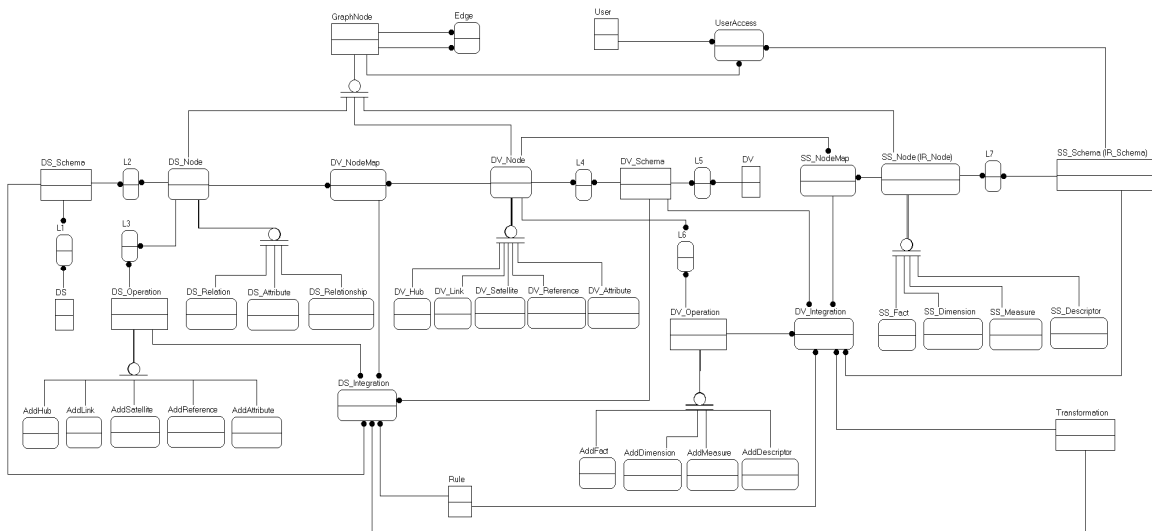 GraphNode
Edge
User
UserAccess
DS_Schema
L2
DS_Node
DV_NodeMap
DV_Node
L4
DV_Schema
L5
DV
SS_NodeMap
SS_Node (IR_Node)
L7
SS_Schema (IR_Schema)
L1
L3
L6
DS
DS_Operation
DS_Relation
DS_Attribute
DS_Relationship
DV_Hub
DV_Link
DV_Satellite
DV_Reference
DV_Attribute
DV_Operation
DV_Integration
SS_Fact
SS_Dimension
SS_Measure
SS_Descriptor
DS_Integration
AddHub
AddLink
AddSatellite
AddReference
AddAttribute
Transformation
AddFact
AddDimension
AddMeasure
AddDescriptor
Rule